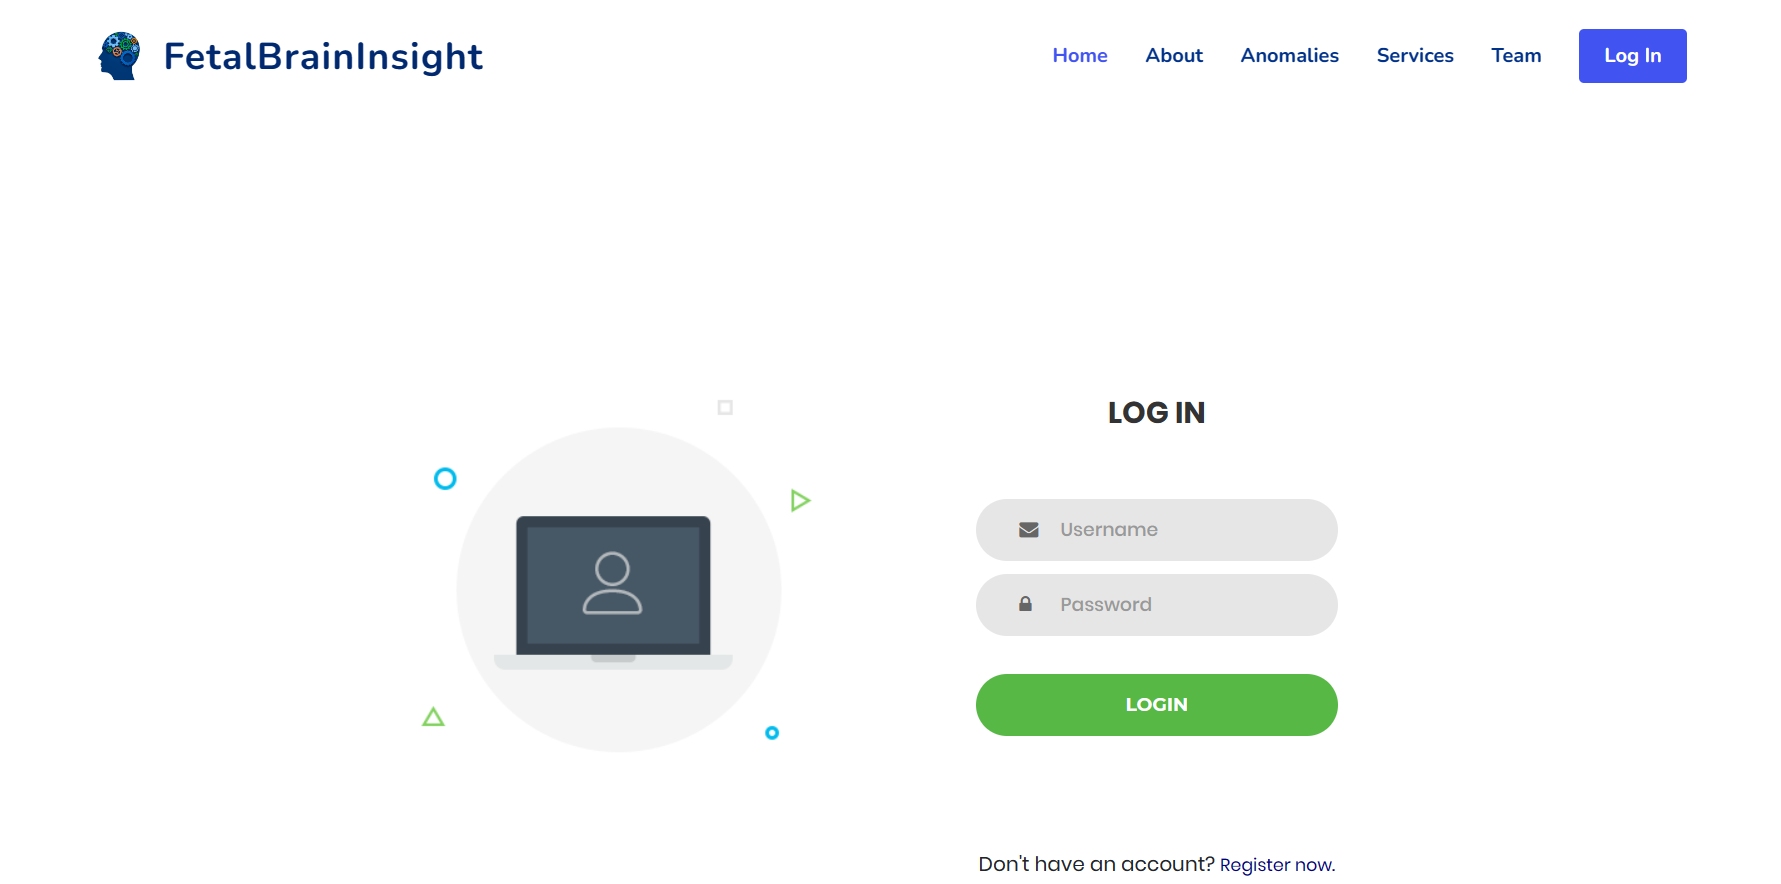 FetalBrainInsight
Home About Anomalies Services Team Log In
LOG IN
Username
Password
LOGIN
Don't have an account? Register now.